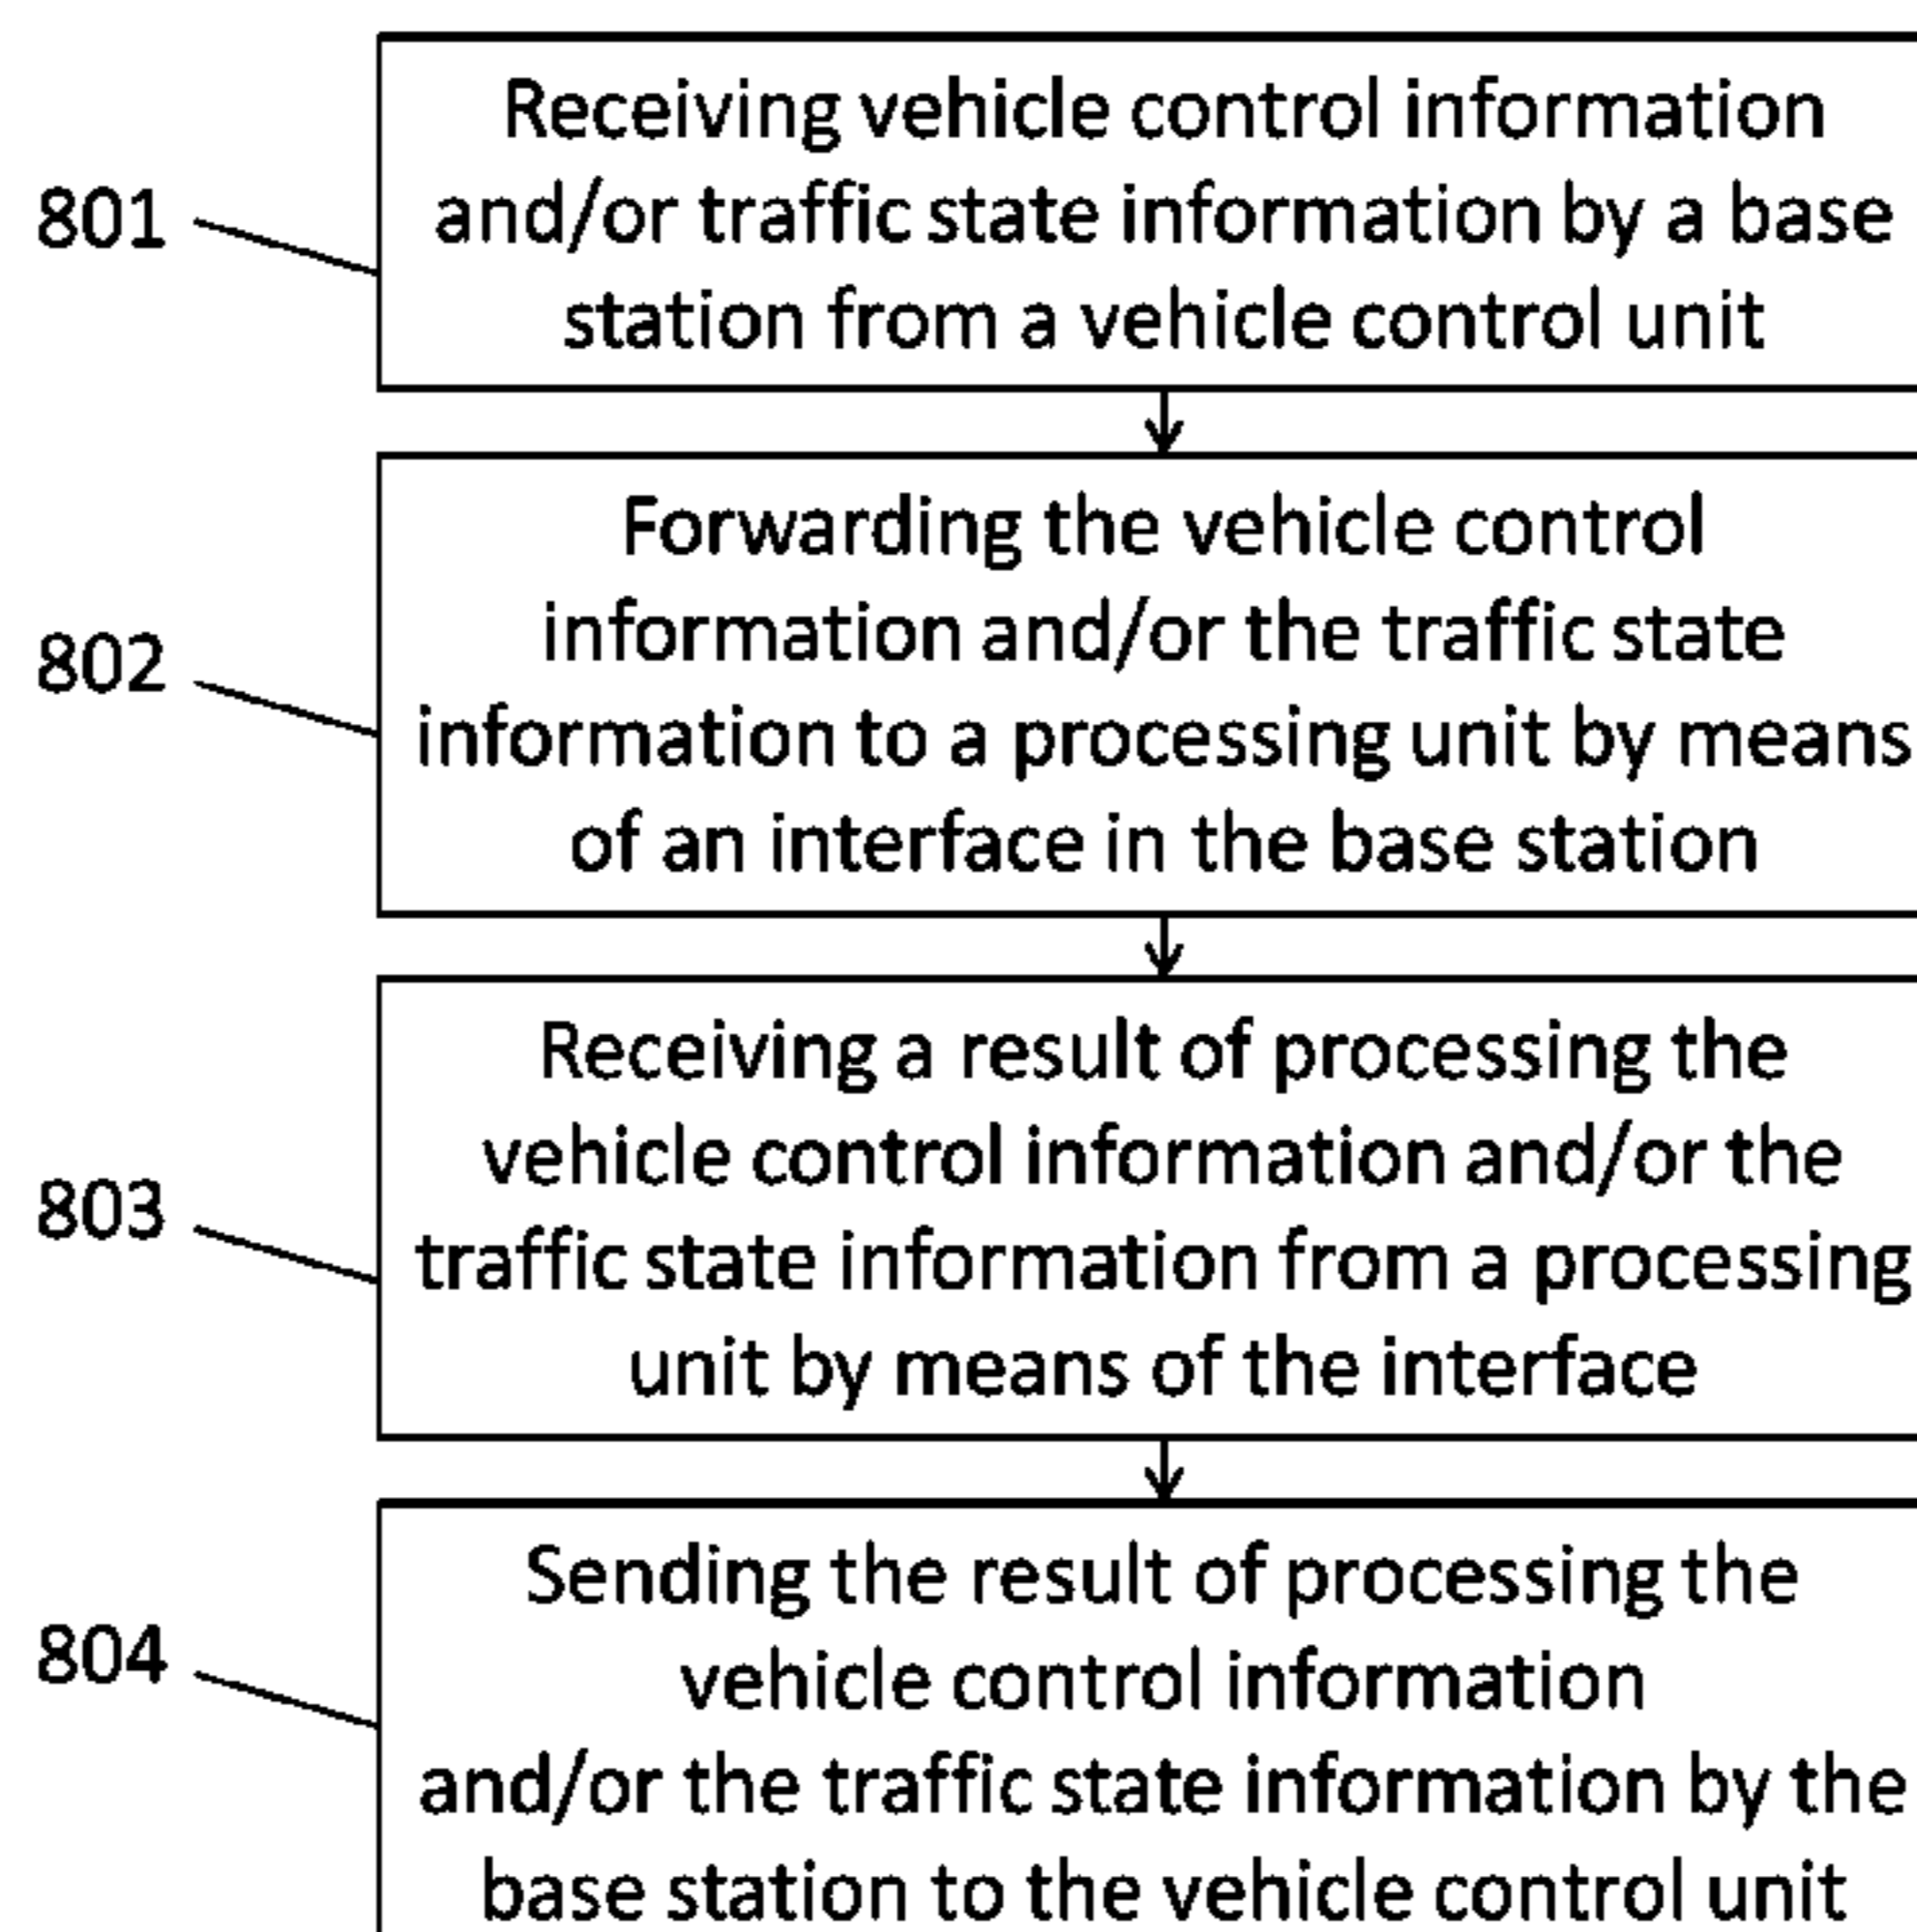 801
Receiving vehicle control information
and/or traffic state information by a base
station from a vehicle control unit
802
Forwarding the vehicle control
information and/or the traffic state
information to a processing unit by means
of an interface in the base station
803
Receiving a result of processing the
vehicle control information and/or the
traffic state information from a processing
unit by means of the interface
804
Sending the result of processing the
vehicle control information
and/or the traffic state information by the
base station to the vehicle control unit